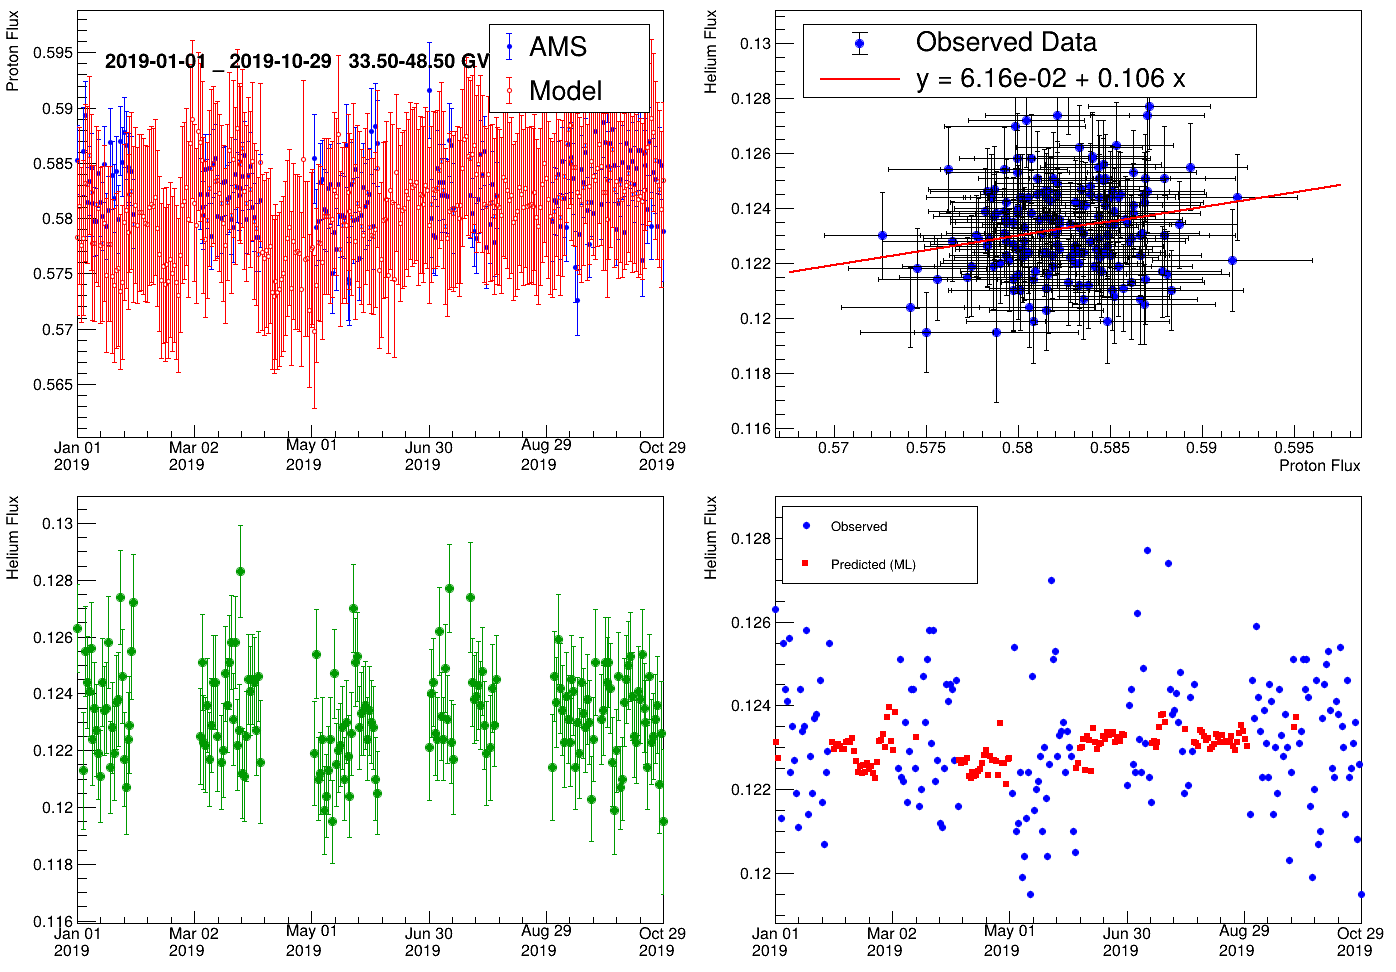 Proton Flux
0.595
0.59
0.585
0.58
0.575
0.57
0.565
2019-01-01 _ 2019-10-29   33.50-48.50 GV
AMS
Model
Jan 01
2019
Mar 02
2019
May 01
2019
Jun 30
2019
Aug 29
2019
Oct 29
2019
Helium Flux
0.13
0.128
0.126
0.124
0.122
0.12
0.118
0.116
Observed Data
y = 6.16e-02 + 0.106 x
0.57
0.575
0.58
0.585
0.59
0.595
Proton Flux
Helium Flux
0.13
0.128
0.126
0.124
0.122
0.12
0.118
0.116
Jan 01
2019
Mar 02
2019
May 01
2019
Jun 30
2019
Aug 29
2019
Oct 29
2019
Helium Flux
0.128
0.126
0.124
0.122
0.12
Observed
Predicted (ML)
Jan 01
2019
Mar 02
2019
May 01
2019
Jun 30
2019
Aug 29
2019
Oct 29
2019